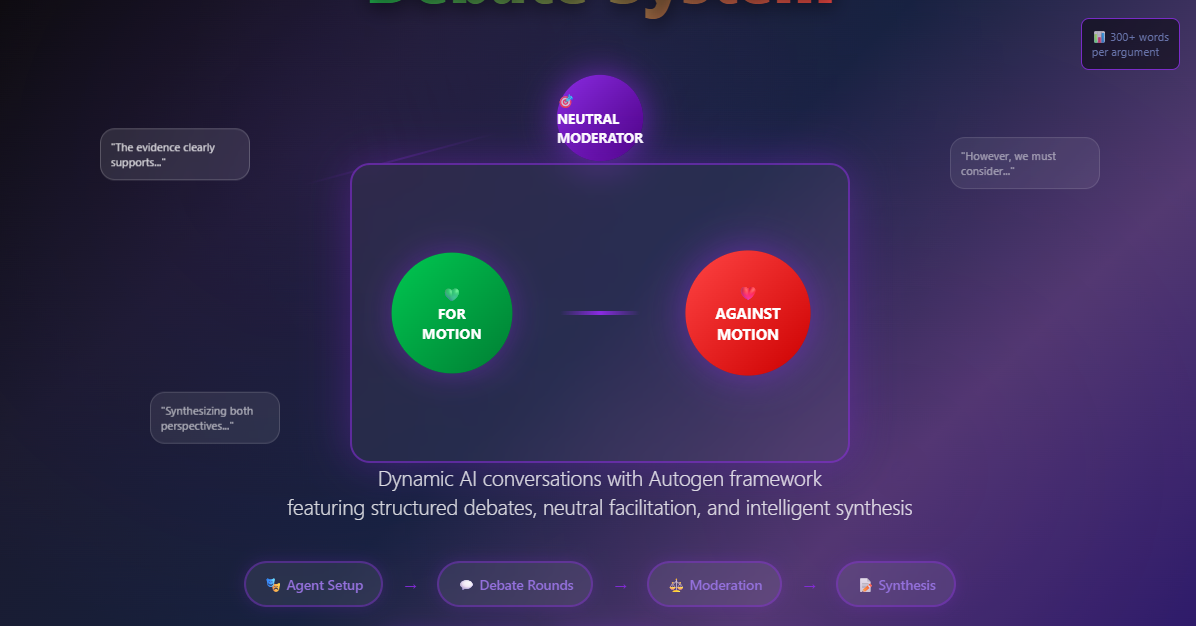 Debate System
📊 300+ words
per argument
🎯
NEUTRAL
MODERATOR
"The evidence clearly
supports..."
"However, we must
consider..."
💚
FOR
MOTION
AGAINST
MOTION
"Synthesizing both
perspectives..."
Dynamic AI conversations with Autogen framework
featuring structured debates, neutral facilitation, and intelligent synthesis
🎭 Agent Setup → 💬 Debate Rounds → ⚖️ Moderation → 📝 Synthesis